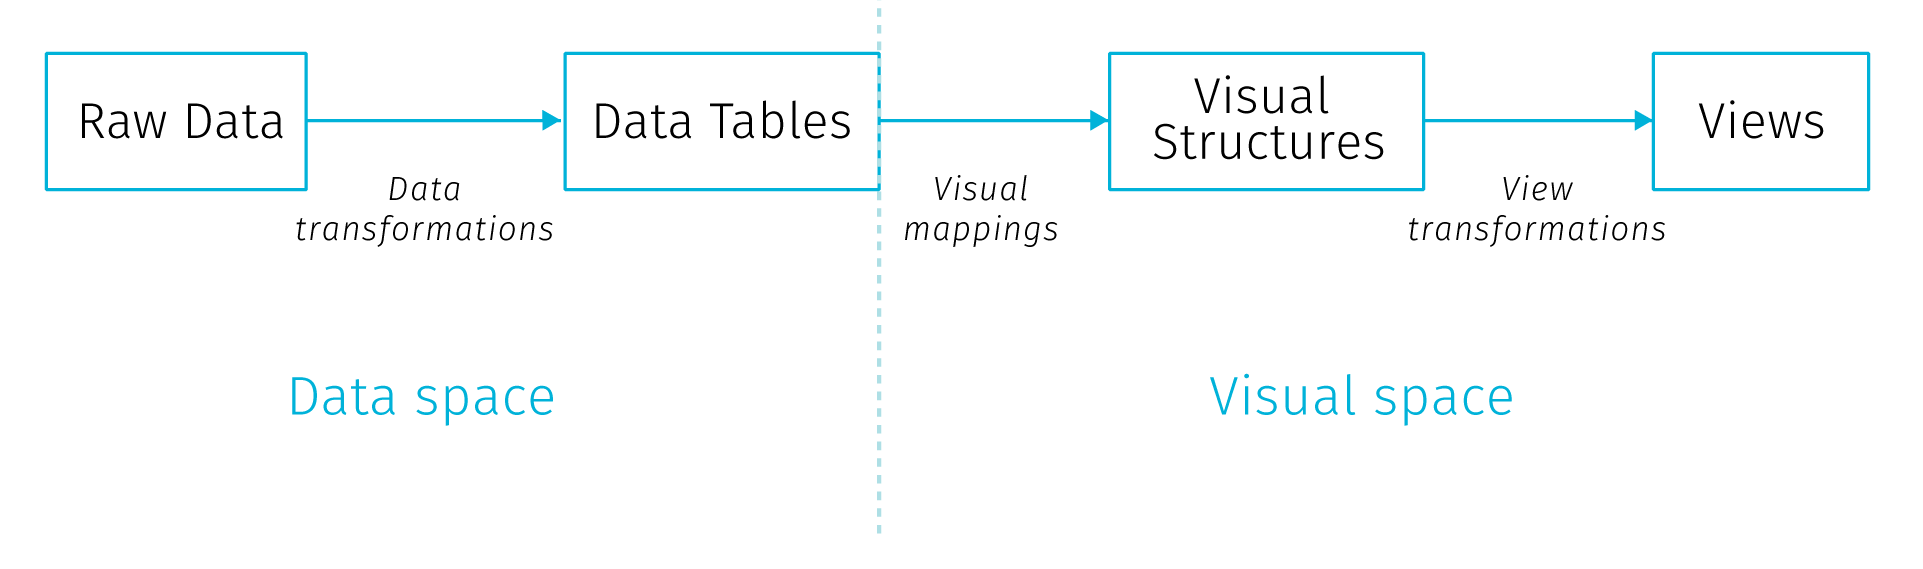 Raw Data
Data Tables
Visual
Structures
Views
Data
transformations
Visual
mappings
View
transformations
Data space
Visual space